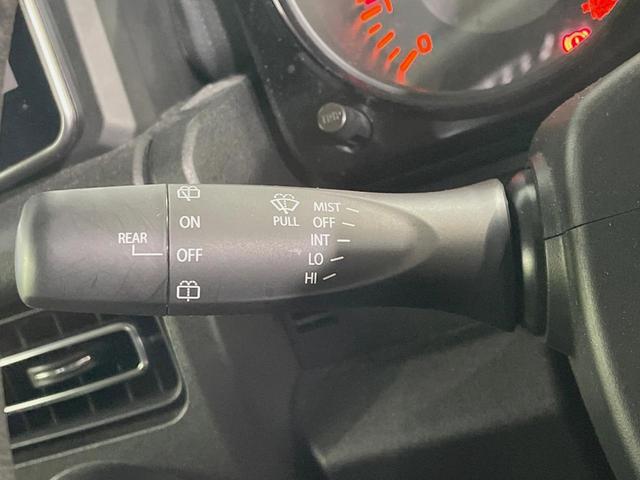 REAR
ON
OFF
PULL
MIST
OFF
INT
LO
HI